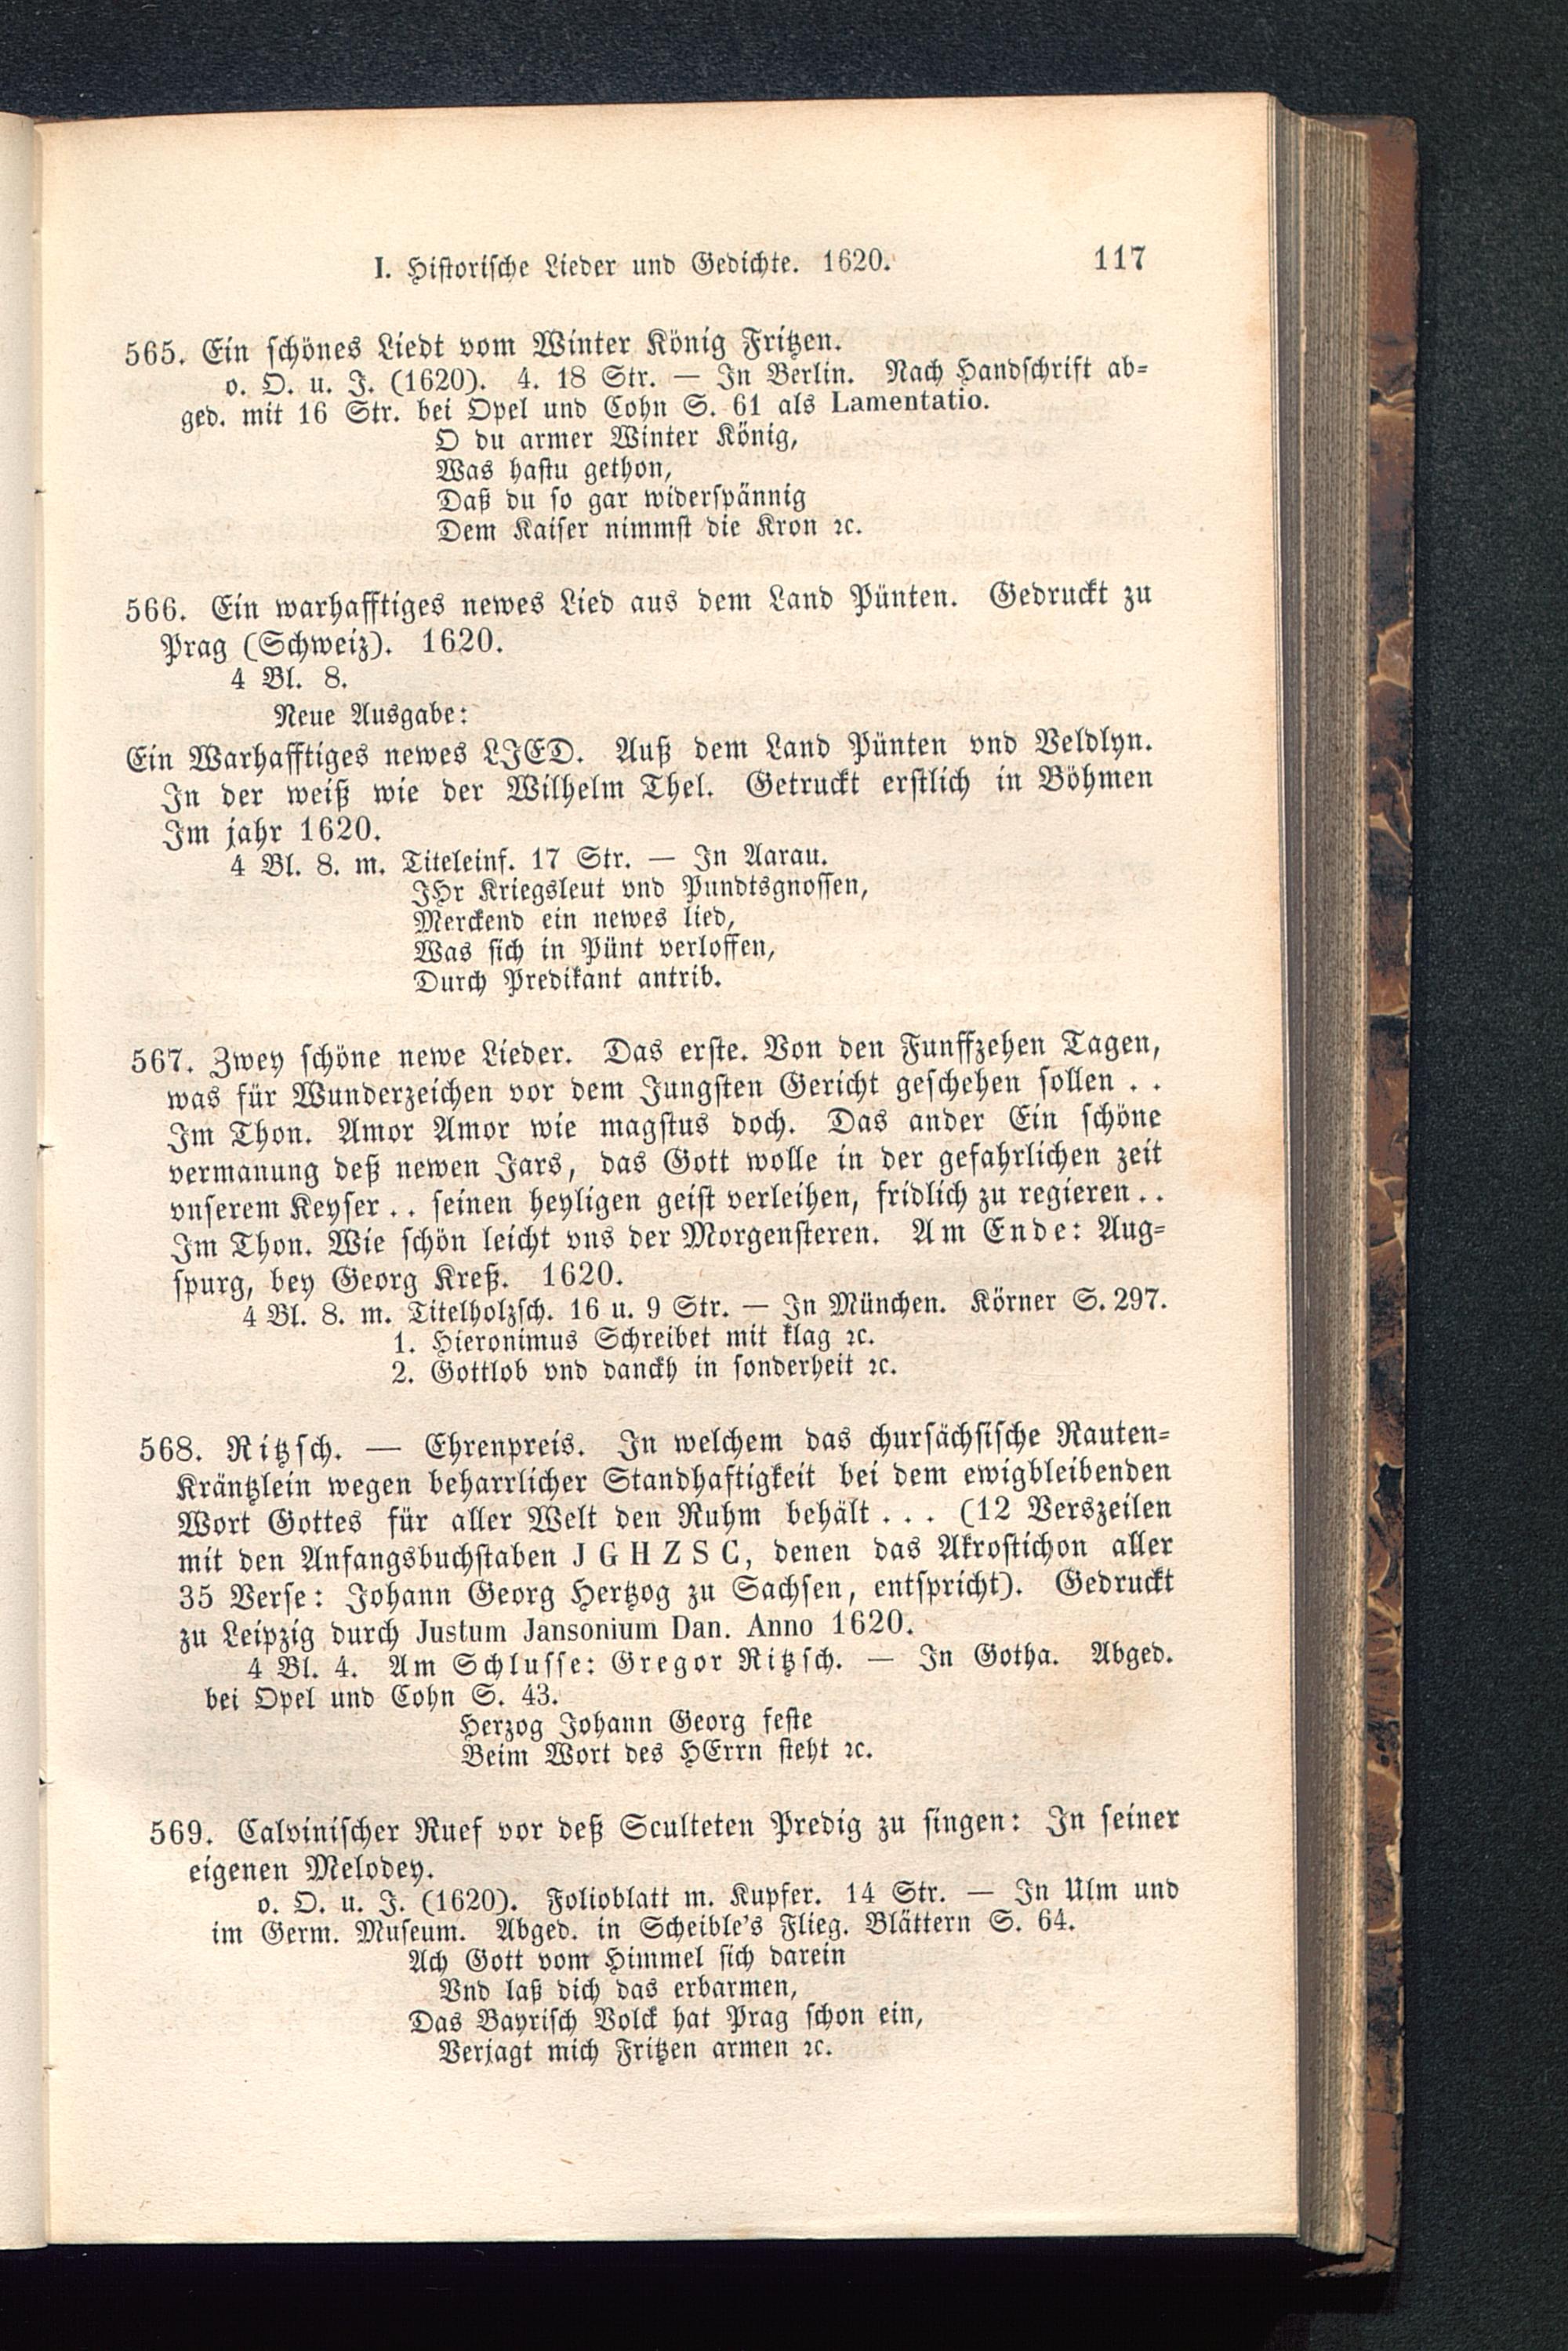 I. Historische Lieder und Gedichte. 1620. 117
565. Ein schönes Liedt vom Winter König Fritzen.
o. O. u. J. (1620). 4. 18 Str. — In Berlin. Nach Handschrift ab-
ged. mit 16 Str. bei Opel und Cohn S. 61 als Lamentatio.
O du armer Winter König,
Was hastu gethon,
Daß du so gar widerspännig
Dem Kaiser nimmst die Kron ꝛc.
566. Ein warhafftiges newes Lied aus dem Land Pünten. Gedruckt zu
Prag (Schweiz). 1620.
4 Bl. 8.
Neue Ausgabe:
Ein Warhafftiges newes LIED. Auß dem Land Pünten vnd Veldlyn.
In der weiß wie der Wilhelm Thel. Getruckt erstlich in Böhmen
Im jahr 1620.
4 Bl. 8. m. Titeleinf. 17 Str. — In Aarau.
IHr Kriegsleut vnd Pundtsgnossen,
Merckend ein newes lied,
Was sich in Pünt verloffen,
Durch Predikant antrib.
567. Zwey schöne newe Lieder. Das erste. Von den Funffzehen Tagen,
was für Wunderzeichen vor dem Jungsten Gericht geschehen sollen . .
Im Thon. Amor Amor wie magstus doch. Das ander Ein schöne
vermanung deß newen Jars, das Gott wolle in der gefahrlichen zeit
vnserem Keyser . . seinen heyligen geist verleihen, fridlich zu regieren . .
Im Thon. Wie schön leicht vns der Morgensteren. Am Ende: Aug-
spurg, bey Georg Kreß. 1620.
4 Bl. 8. m. Titelholzsch. 16 u. 9 Str. — In München. Körner S. 297.
1. Hieronimus Schreibet mit klag ꝛc.
2. Gottlob vnd danckh in sonderheit ꝛc.
568. Ritzsch. — Ehrenpreis. In welchem das chursächsische Rauten-
Kräntzlein wegen beharrlicher Standhaftigkeit bei dem ewigbleibenden
Wort Gottes für aller Welt den Ruhm behält . . . (12 Verszeilen
mit den Anfangsbuchstaben J G H Z S C, denen das Akrostichon aller
35 Verse: Johann Georg Hertzog zu Sachsen, entspricht). Gedruckt
zu Leipzig durch Justum Jansonium Dan. Anno 1620.
4 Bl. 4. Am Schlusse: Gregor Ritzsch. — In Gotha. Abged.
bei Opel und Cohn S. 43.
Herzog Johann Georg feste
Beim Wort des HErrn steht ꝛc.
569. Calvinischer Ruef vor deß Sculteten Predig zu singen: In seiner
eigenen Melodey.
o. O. u. J. (1620). Folioblatt m. Kupfer. 14 Str. — In Ulm und
im Germ. Museum. Abged. in Scheible's Flieg. Blättern S. 64.
Ach Gott vom Himmel sich darein
Vnd laß dich das erbarmen,
Das Bayrisch Volck hat Prag schon ein,
Verjagt mich Fritzen armen ꝛc.